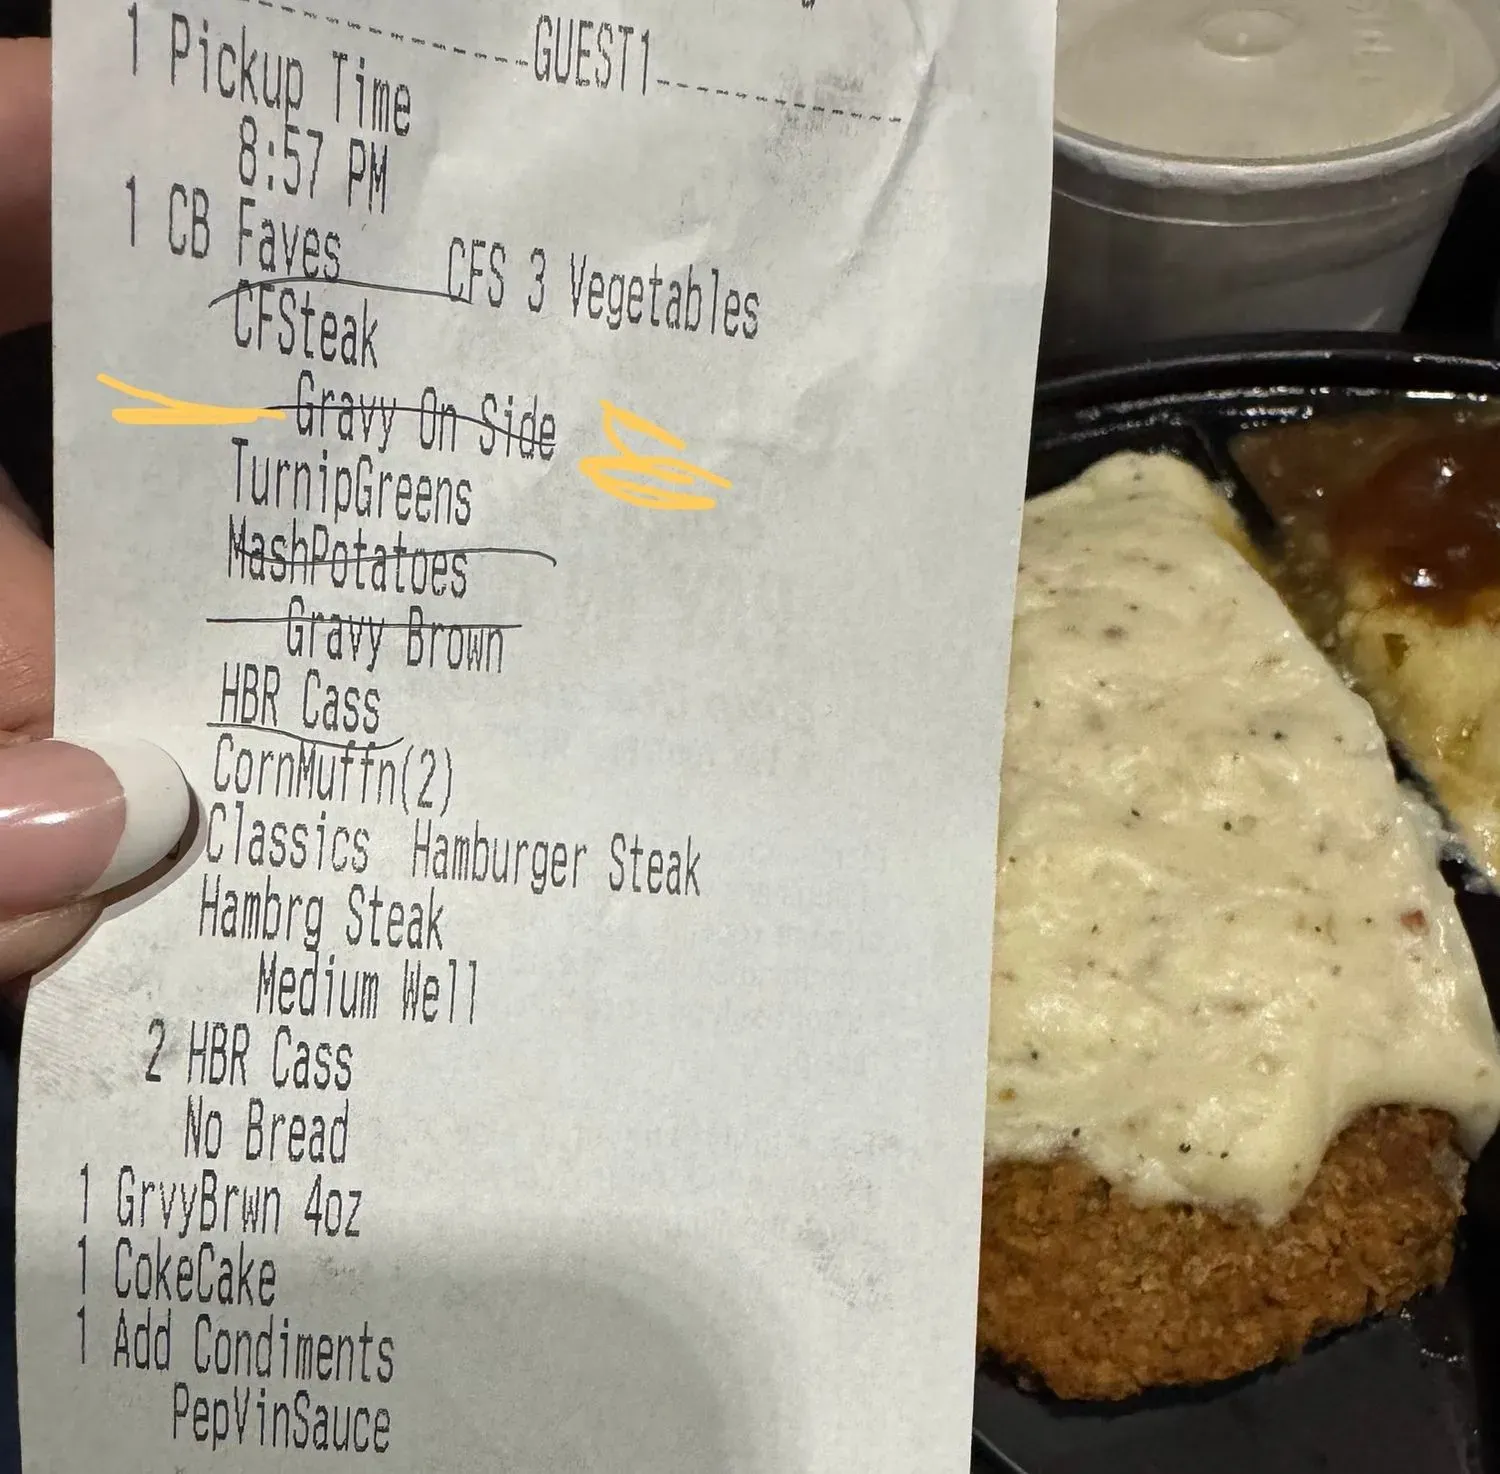 GUEST1
1 Pickup Time
8:57 PM
1 CB Faves CFS 3 Vegetables
CFSteak
Gravy On Side
TurnipGreens
MashPotatoes
Gravy Brown
HBR Cass
CornMuffn(2)
Classics Hamburger Steak
Hambrg Steak
Medium Well
2 HBR Cass
No Bread
1 GrvyBrwn 4oz
1 CokeCake
1 Add Condiments
PepVinSauce